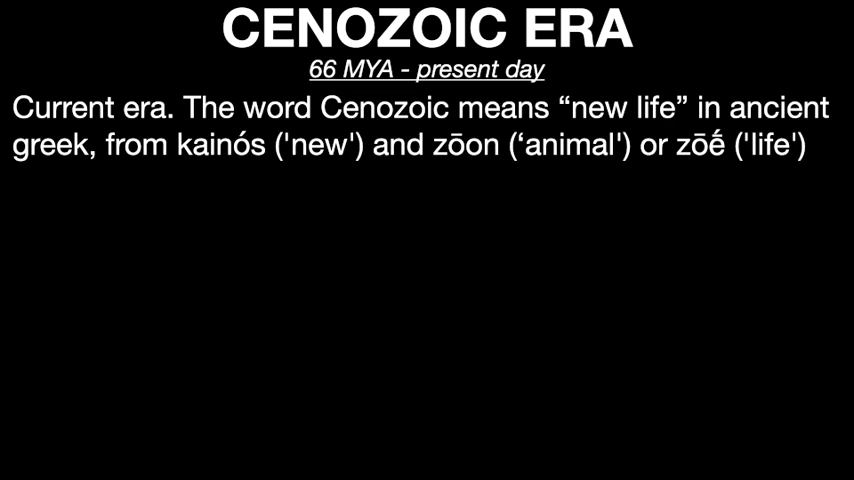 CENOZOIC ERA
66 MYA - present day
Current era. The word Cenozoic means “new life” in ancient
greek, from kainós ('new') and zōon (‘animal') or zōḗ ('life')